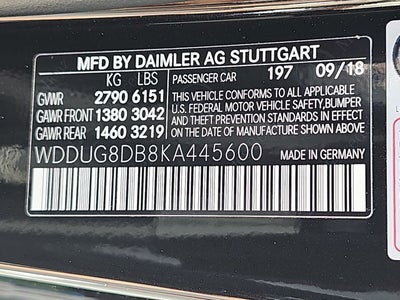 MFD BY DAIMLER AG STUTTGART
KG LBS PASSENGER CAR 197 09/18
GVWR 2790 6151
GAWR FRONT 1380 3042
GAWR REAR 1460 3219
THIS VEHICLE CONFORMS TO ALL APPLICABLE
U.S. FEDERAL MOTOR VEHICLE SAFETY,BUMPER
AND THEFT PREVENTION STANDARDS IN EFFECT
ON THE DATE OF MANUFACTURE SHOWN ABOVE.
WDDUG8DB8KA445600 MADE IN GERMANY